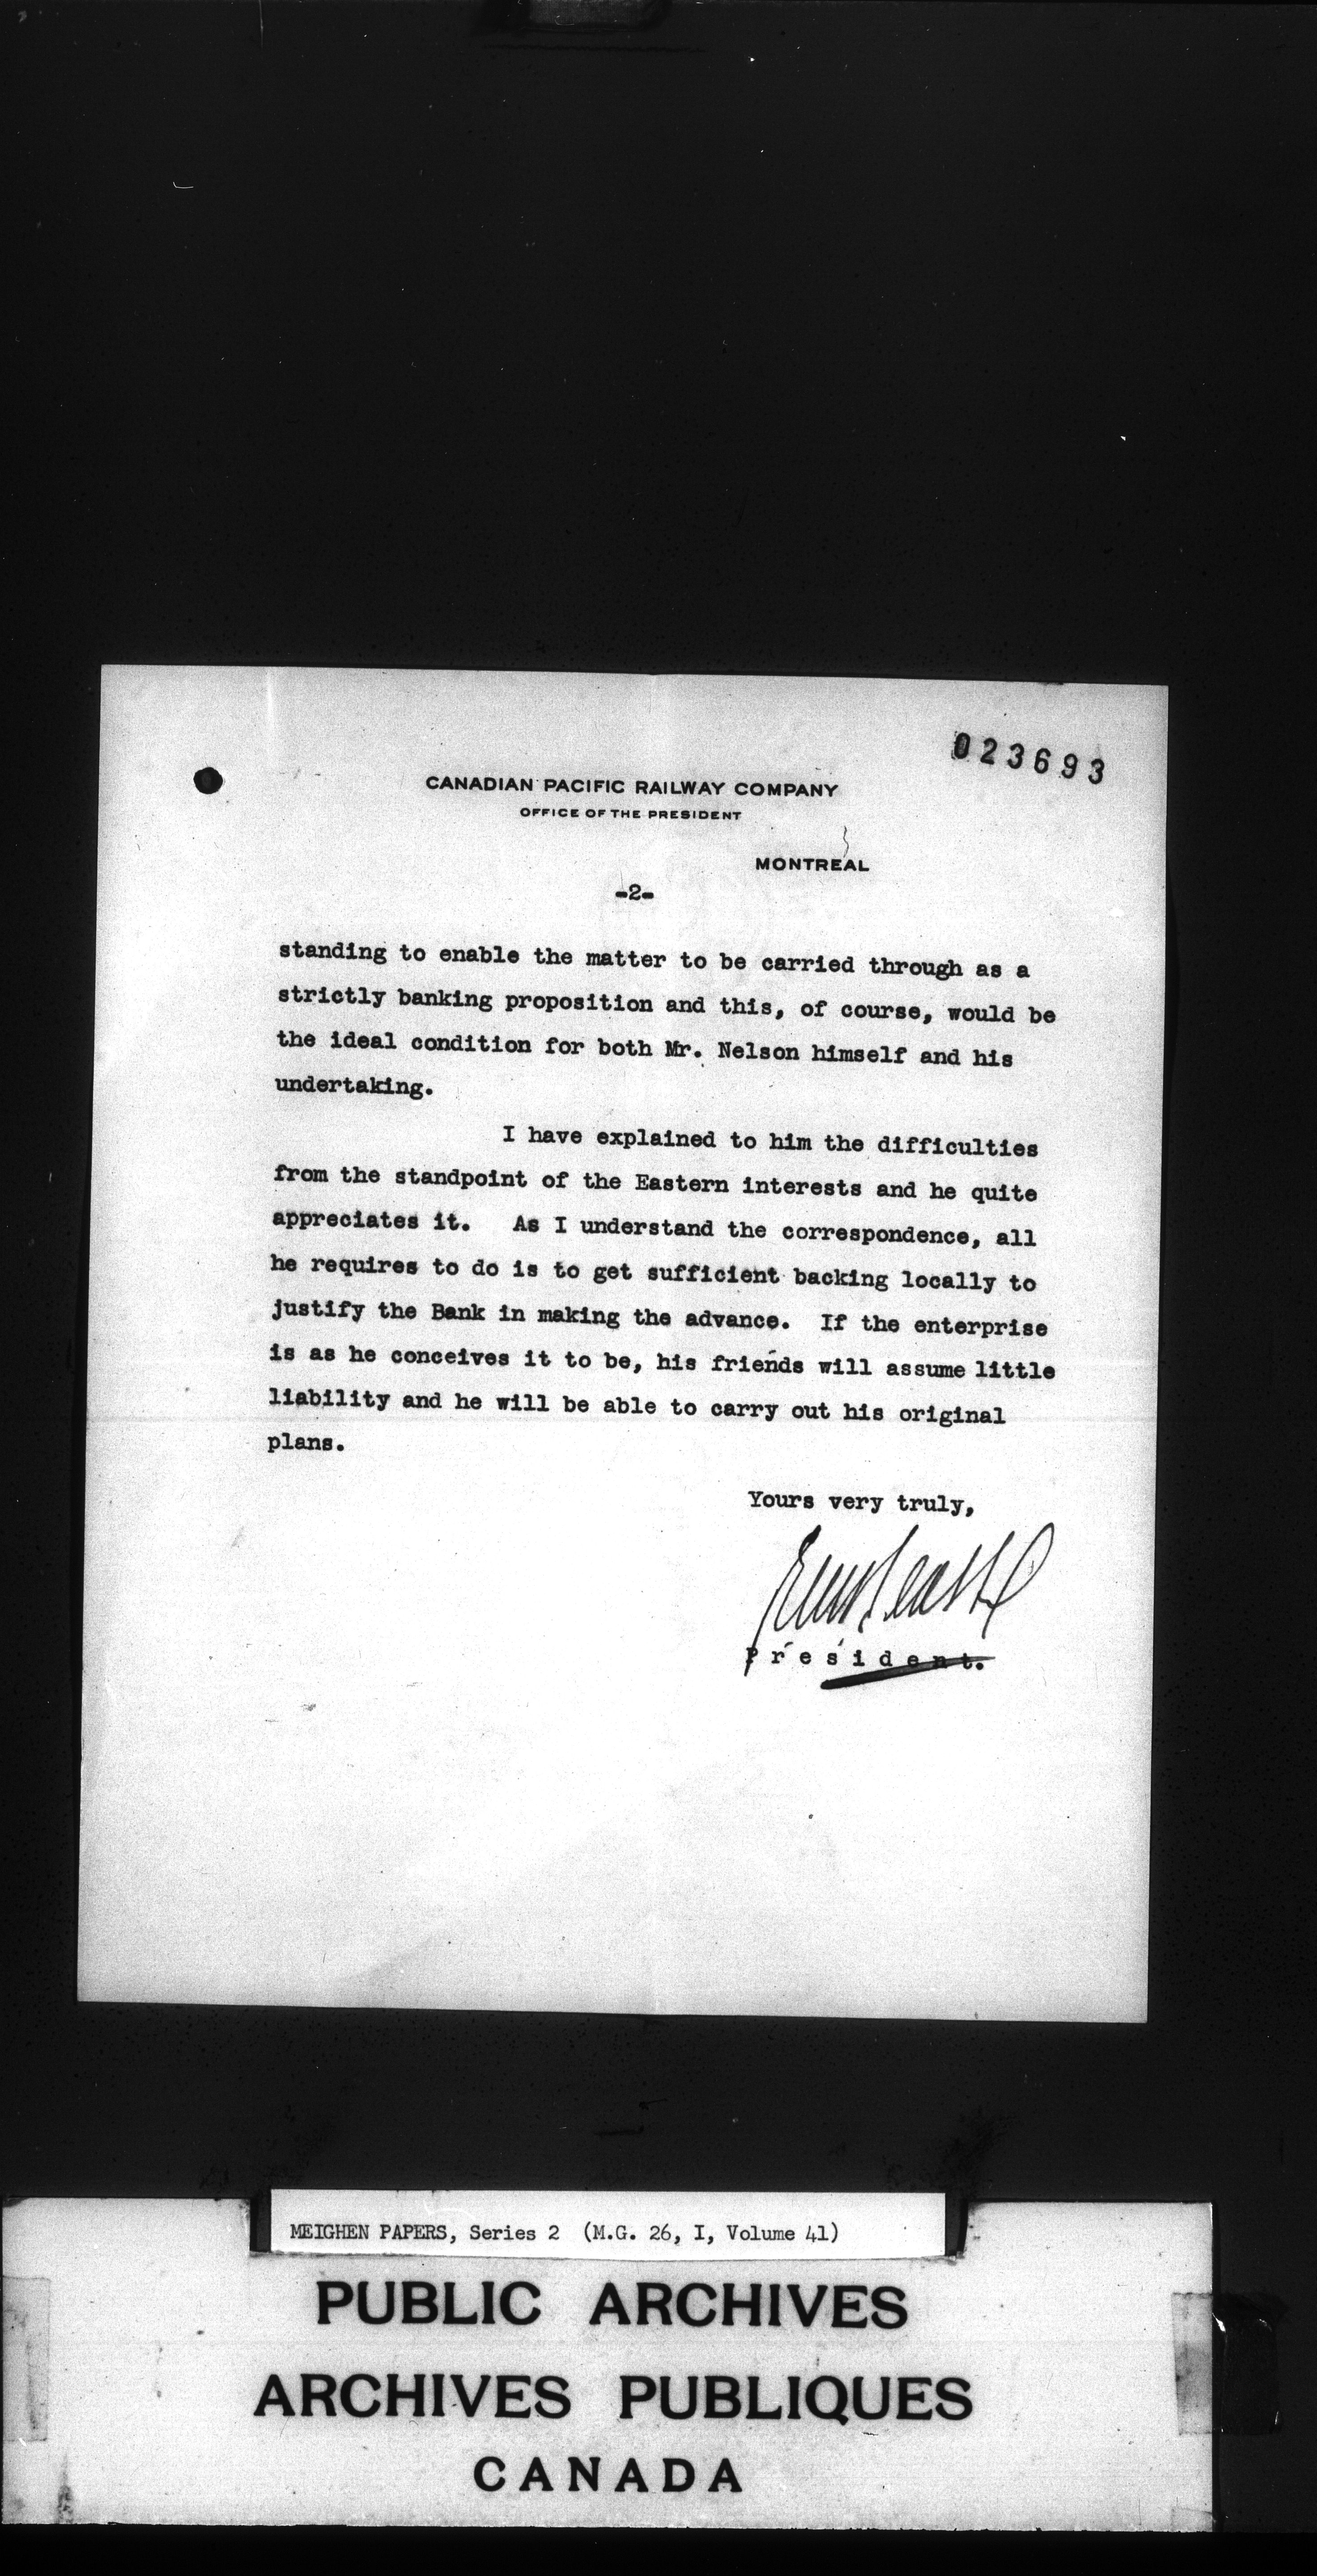 023693
CANADIAN PACIFIC RAILWAY COMPANY
OFFICE OF THE PRESIDENT
MONTREAL
-2-
standing to enable the matter to be carried through as a
strictly banking proposition and this, of course, would be
the ideal condition for both Mr. Nelson himself and his
undertaking.
I have explained to him the difficulties
from the standpoint of the Eastern interests and he quite
appreciates it. As I understand the correspondence, all
he requires to do is to get sufficient backing locally to
justify the Bank in making the advance. If the enterprise
is as he conceives it to be, his friends will assume little
liability and he will be able to carry out his original
plans.
Yours very truly,
President.
MEIGHEN PAPERS, Series 2 (M.G. 26, I, Volume 41)
PUBLIC ARCHIVES
ARCHIVES PUBLIQUES
CANADA